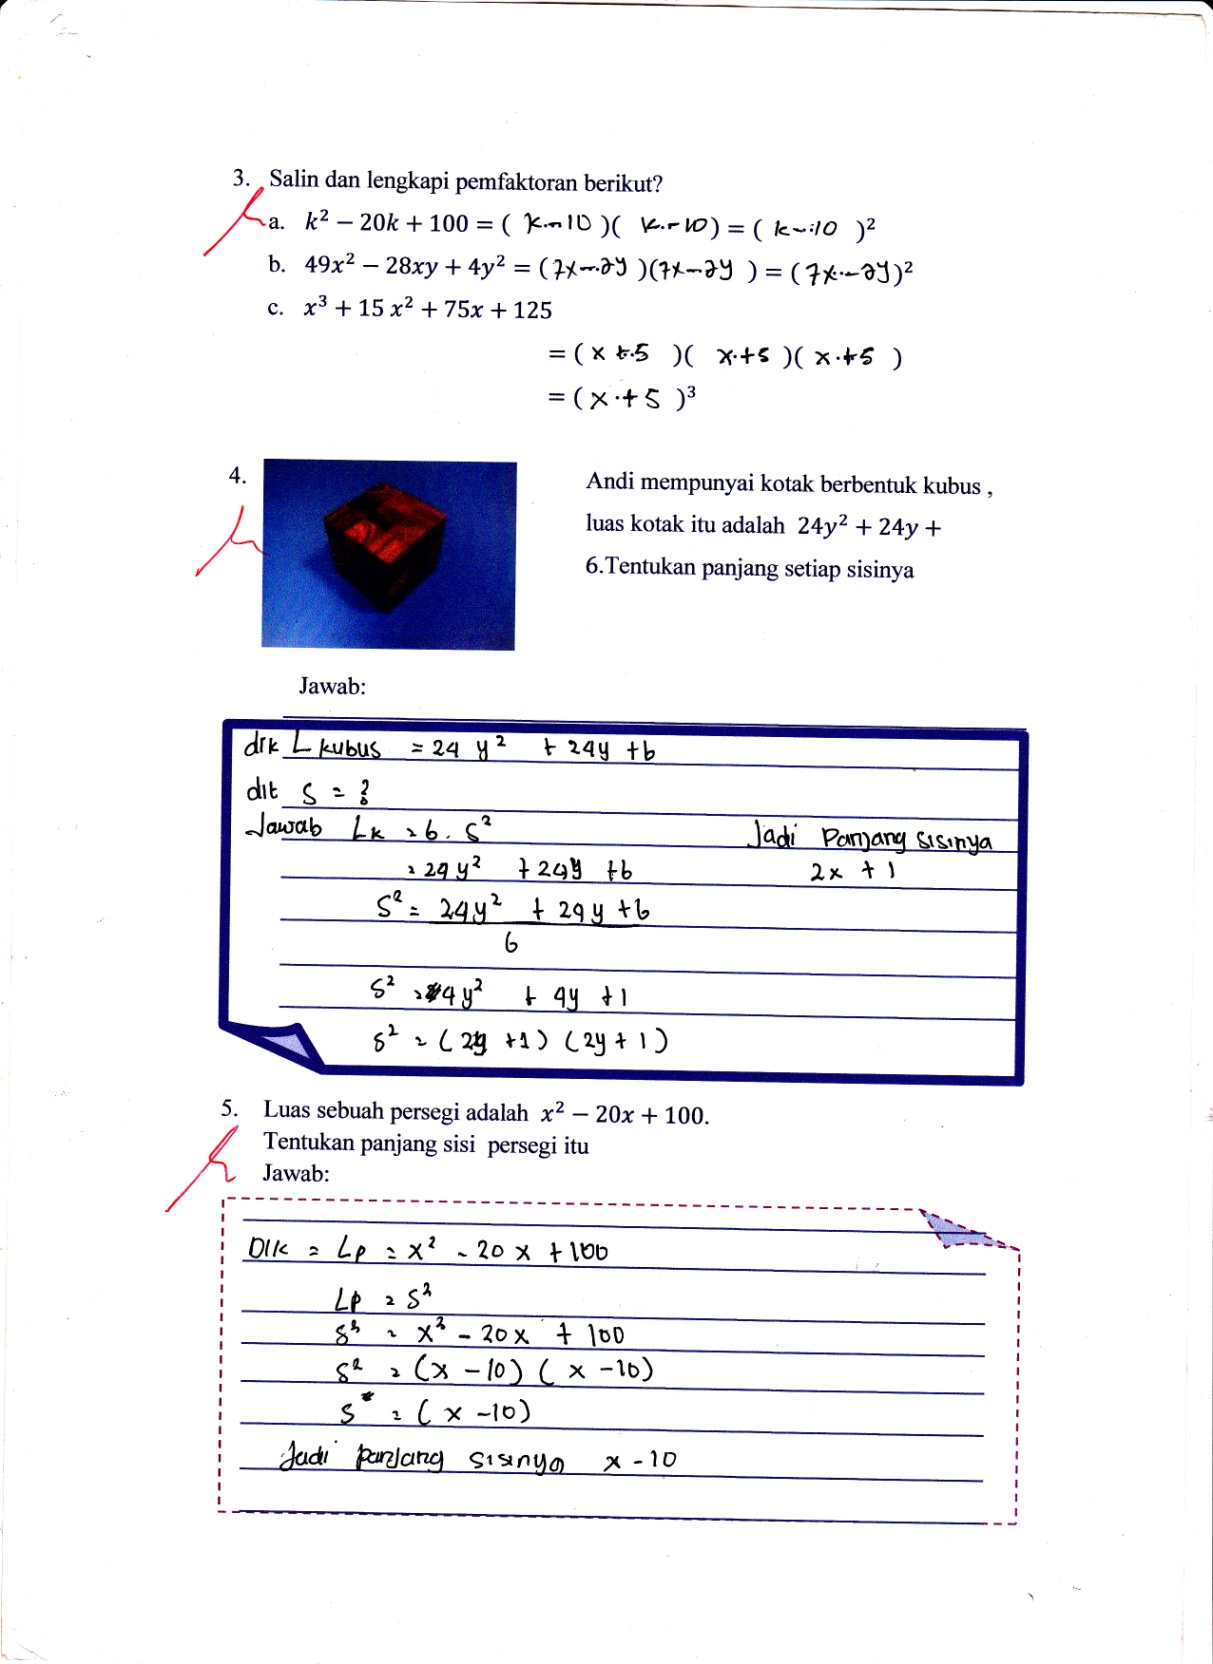 3. Salin dan lengkapi pemfaktoran berikut?
a. k² − 20k + 100 = ( k − 10 )( k − 10 ) = ( k − 10 )²
b. 49x² − 28xy + 4y² = ( 7x − 2y )( 7x − 2y ) = ( 7x − 2y )²
c. x³ + 15 x² + 75x + 125
= ( x + 5 )( x + 5 )( x + 5 )
= ( x + 5 )³
4.
Andi mempunyai kotak berbentuk kubus ,
luas kotak itu adalah 24y² + 24y +
6.Tentukan panjang setiap sisinya
Jawab:
dik L kubus = 24 y² + 24y + 6
dit S = ?
Jawab Lk = 6 . S²
= 24 y² + 24y + 6
S² = 24y² + 24y + 6
6
S² = 4y² + 4y + 1
S² = ( 2y + 1 ) ( 2y + 1 )
Jadi Panjang sisinya
2x + 1
5. Luas sebuah persegi adalah x² − 20x + 100.
Tentukan panjang sisi persegi itu
Jawab:
Dik = Lp = x² - 20 x + 100
Lp = S²
S² = x² - 20 x + 100
S² = (x - 10) ( x - 10)
S = ( x - 10)
Jadi panjang sisinya x - 10